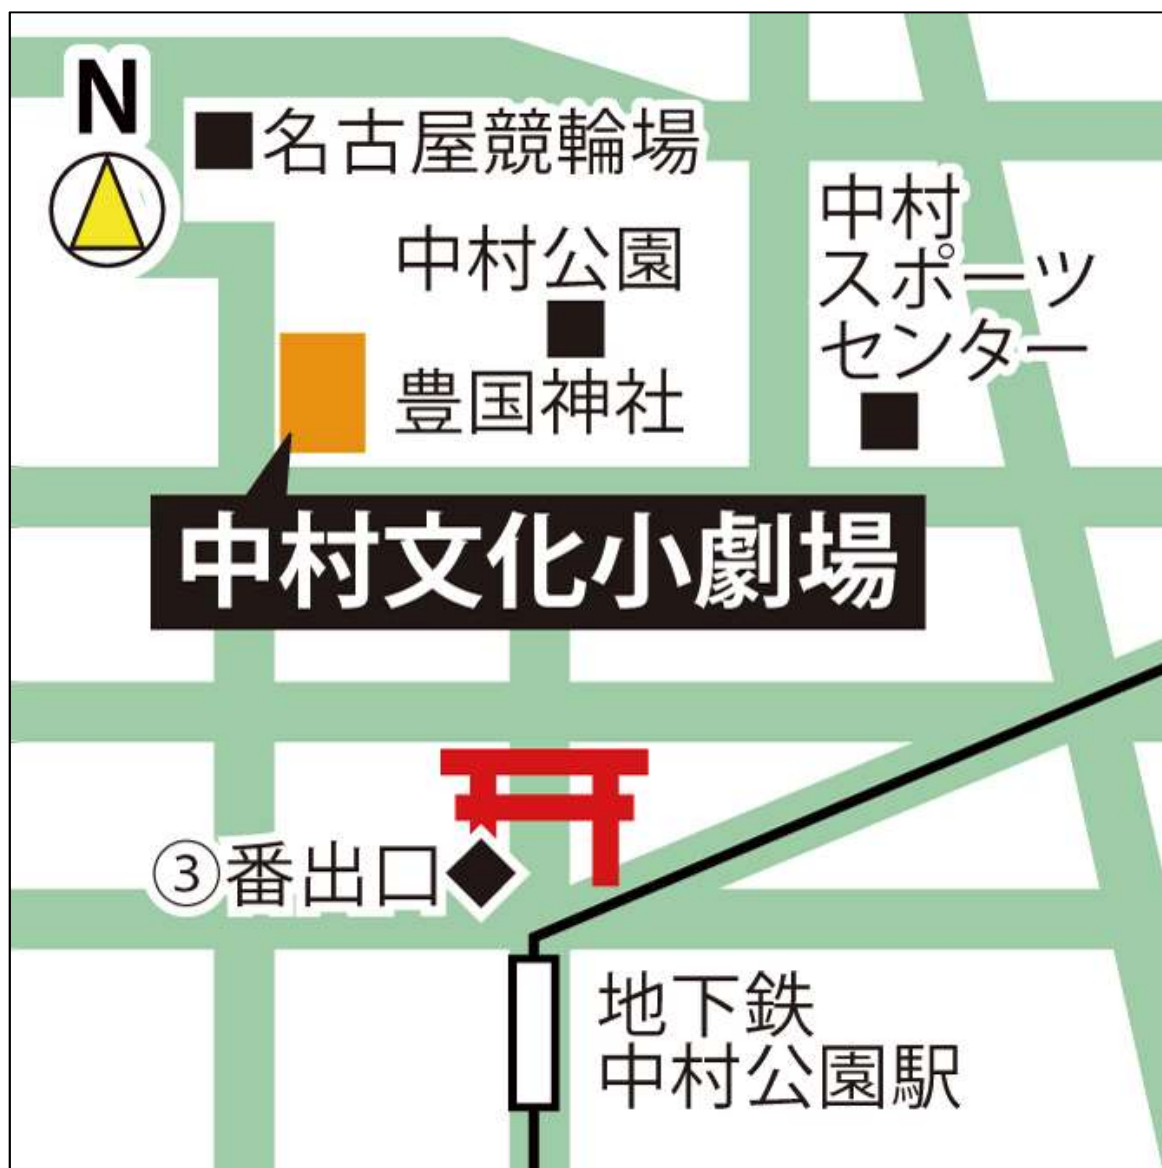 N
■名古屋競輪場
中村公園
豊国神社
中村
スポーツ
センター
中村文化小劇場
③番出口
地下鉄
中村公園駅